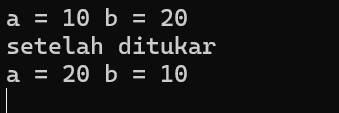 a = 10 b = 20
setelah ditukar
a = 20 b = 10